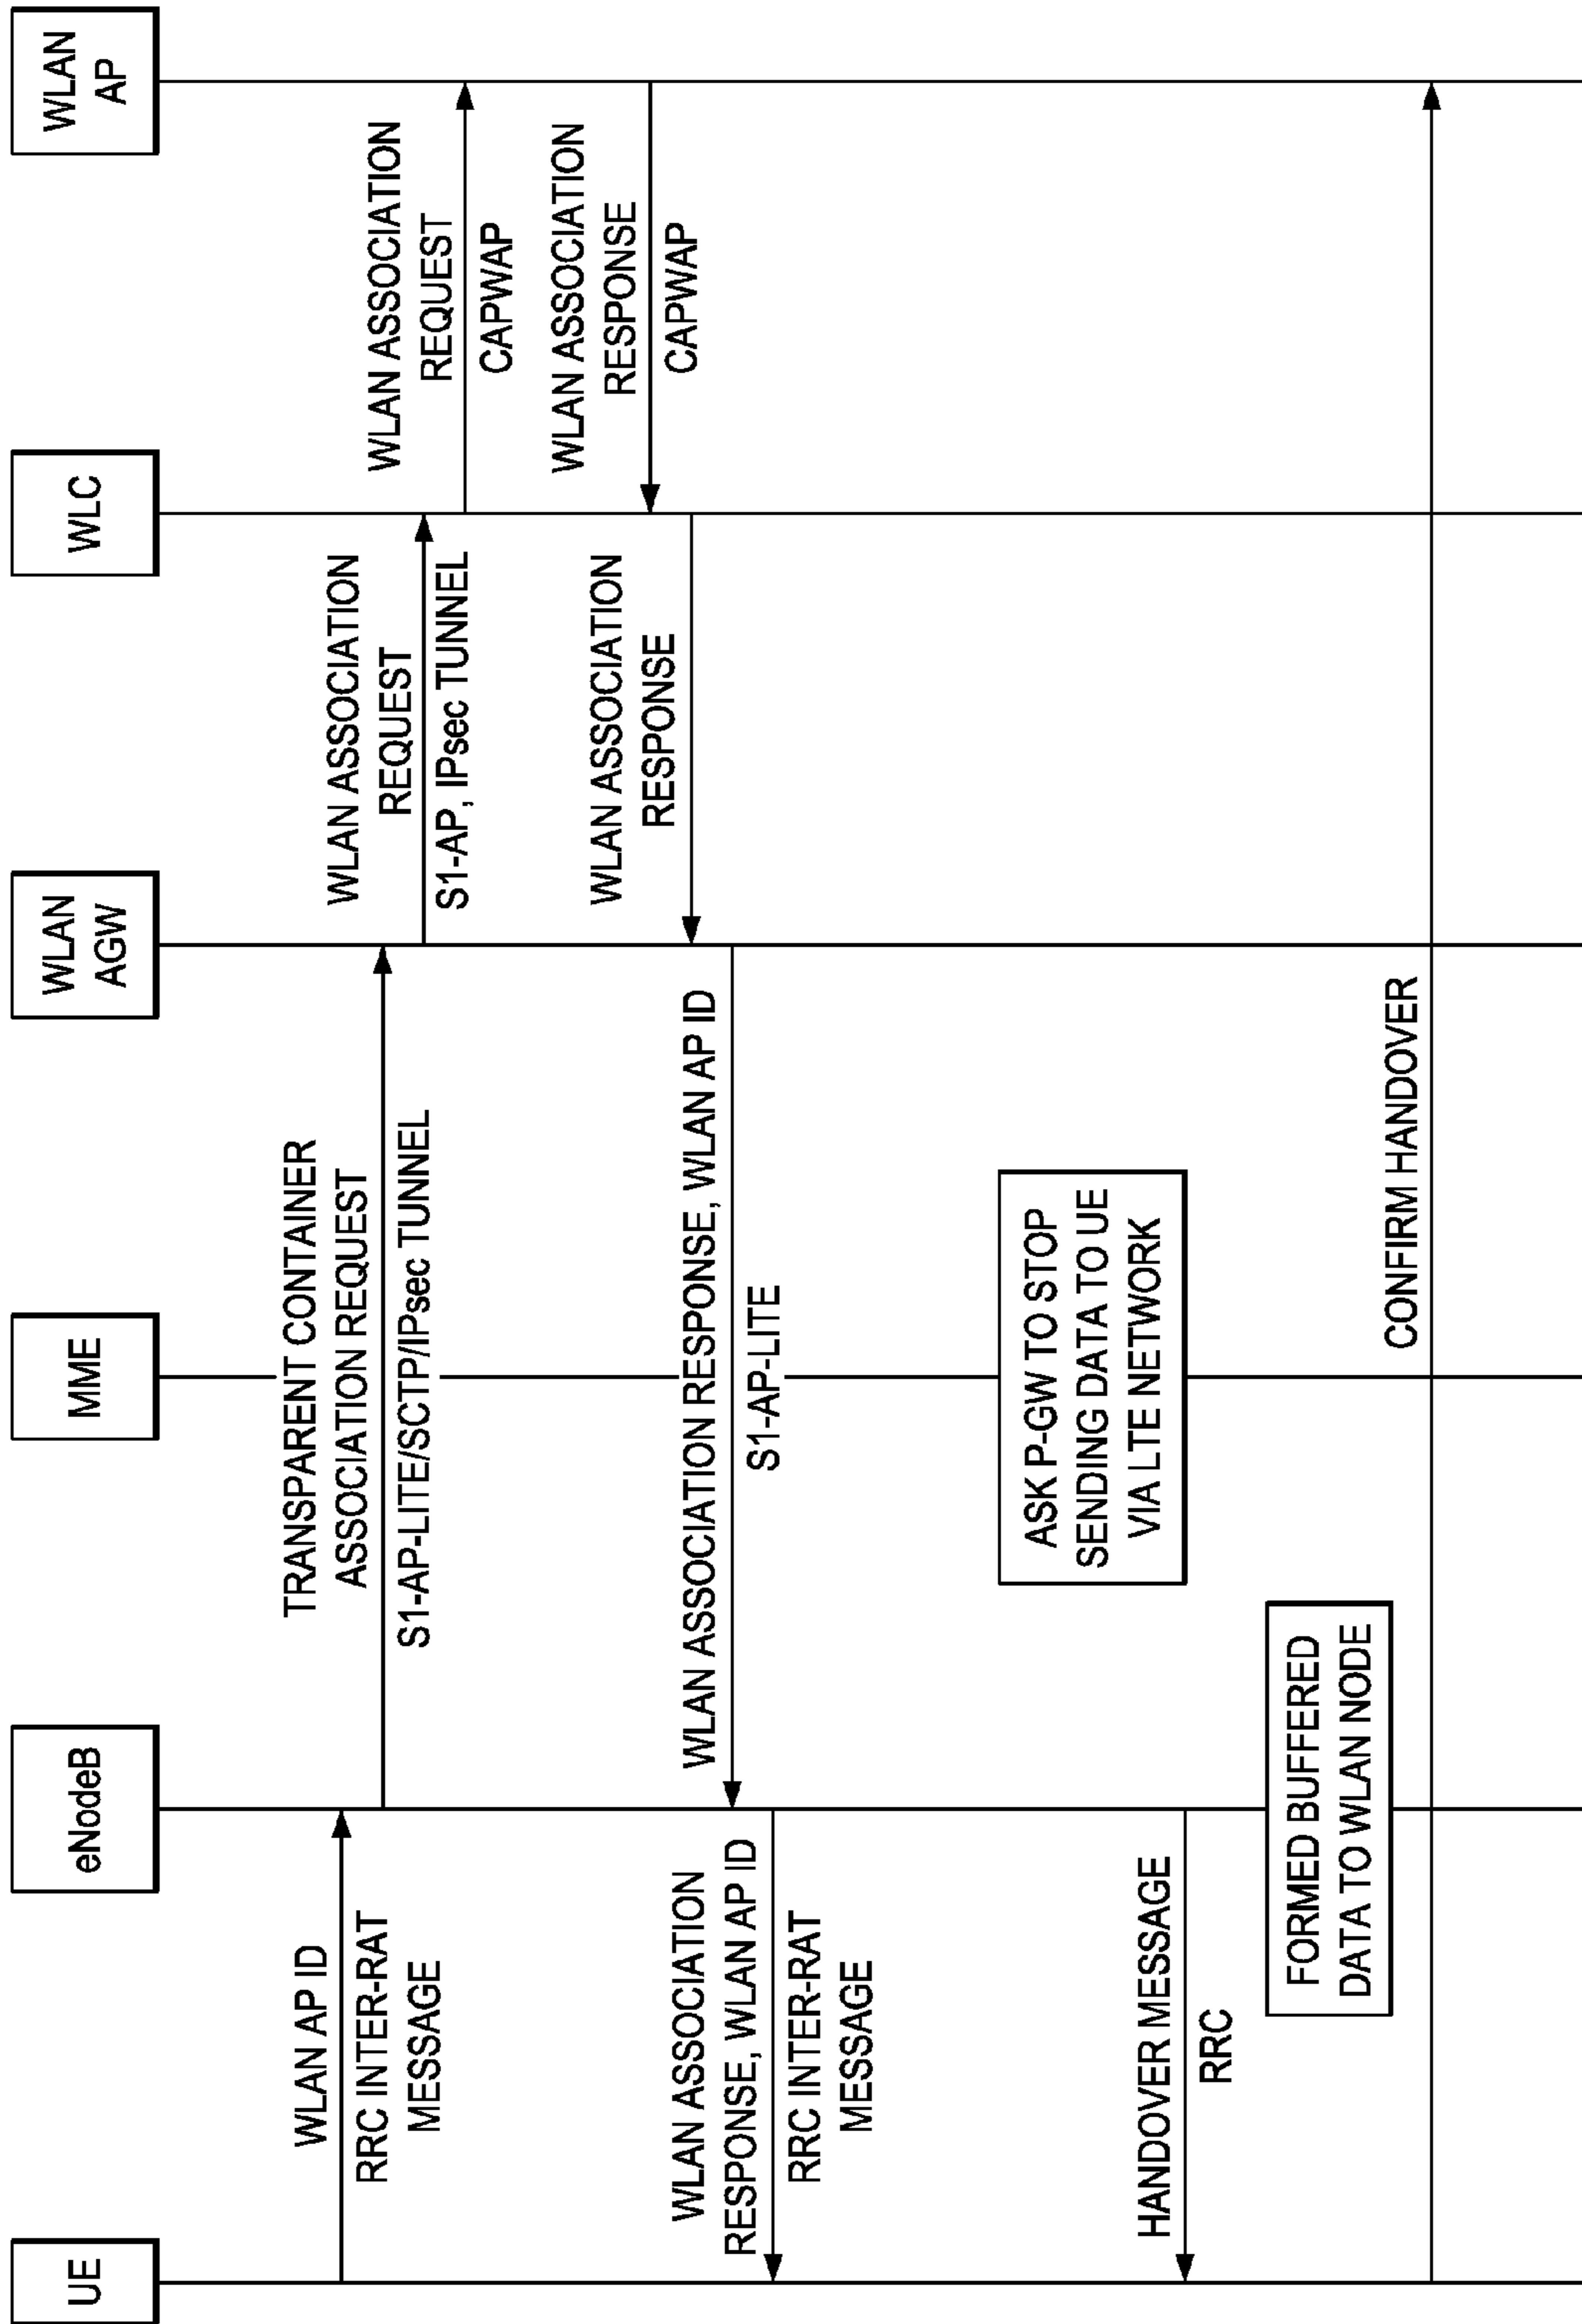 UE
eNodeB
MME
WLAN
AGW
WLC
WLAN
AP
WLAN AP ID
RRC INTER-RAT
MESSAGE
TRANSPARENT CONTAINER
ASSOCIATION REQUEST
S1-AP-LITE/SCTP/IPsec TUNNEL
WLAN ASSOCIATION
REQUEST
S1-AP, IPsec TUNNEL
WLAN ASSOCIATION
REQUEST
CAPWAP
WLAN ASSOCIATION
RESPONSE
CAPWAP
WLAN ASSOCIATION
RESPONSE
WLAN ASSOCIATION RESPONSE, WLAN AP ID
S1-AP-LITE
WLAN ASSOCIATION
RESPONSE, WLAN AP ID
RRC INTER-RAT
MESSAGE
ASK P-GW TO STOP
SENDING DATA TO UE
VIA LTE NETWORK
HANDOVER MESSAGE
RRC
FORMED BUFFERED
DATA TO WLAN NODE
CONFIRM HANDOVER